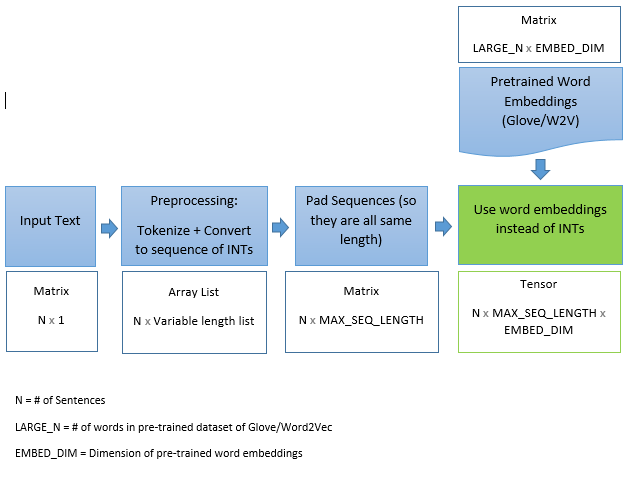 Matrix
LARGE_N x EMBED_DIM
Pretrained Word
Embeddings
(Glove/W2V)
Input Text
Preprocessing:
Tokenize + Convert
to sequence of INTs
Pad Sequences (so
they are all same
length)
Use word embeddings
instead of INTs
Matrix
N x 1
Array List
N x Variable length list
Matrix
N x MAX_SEQ_LENGTH
Tensor
N x MAX_SEQ_LENGTH x
EMBED_DIM
N = # of Sentences
LARGE_N = # of words in pre-trained dataset of Glove/Word2Vec
EMBED_DIM = Dimension of pre-trained word embeddings